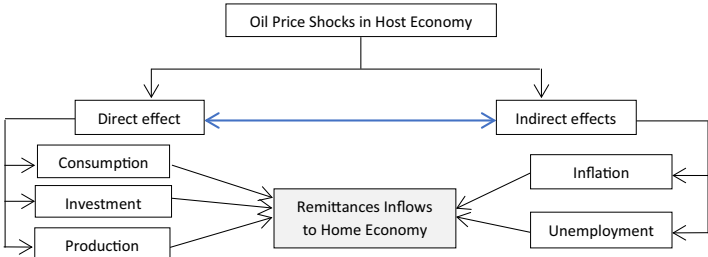 Oil Price Shocks in Host Economy
Direct effect
Indirect effects
Consumption
Investment
Production
Remittances Inflows
to Home Economy
Inflation
Unemployment